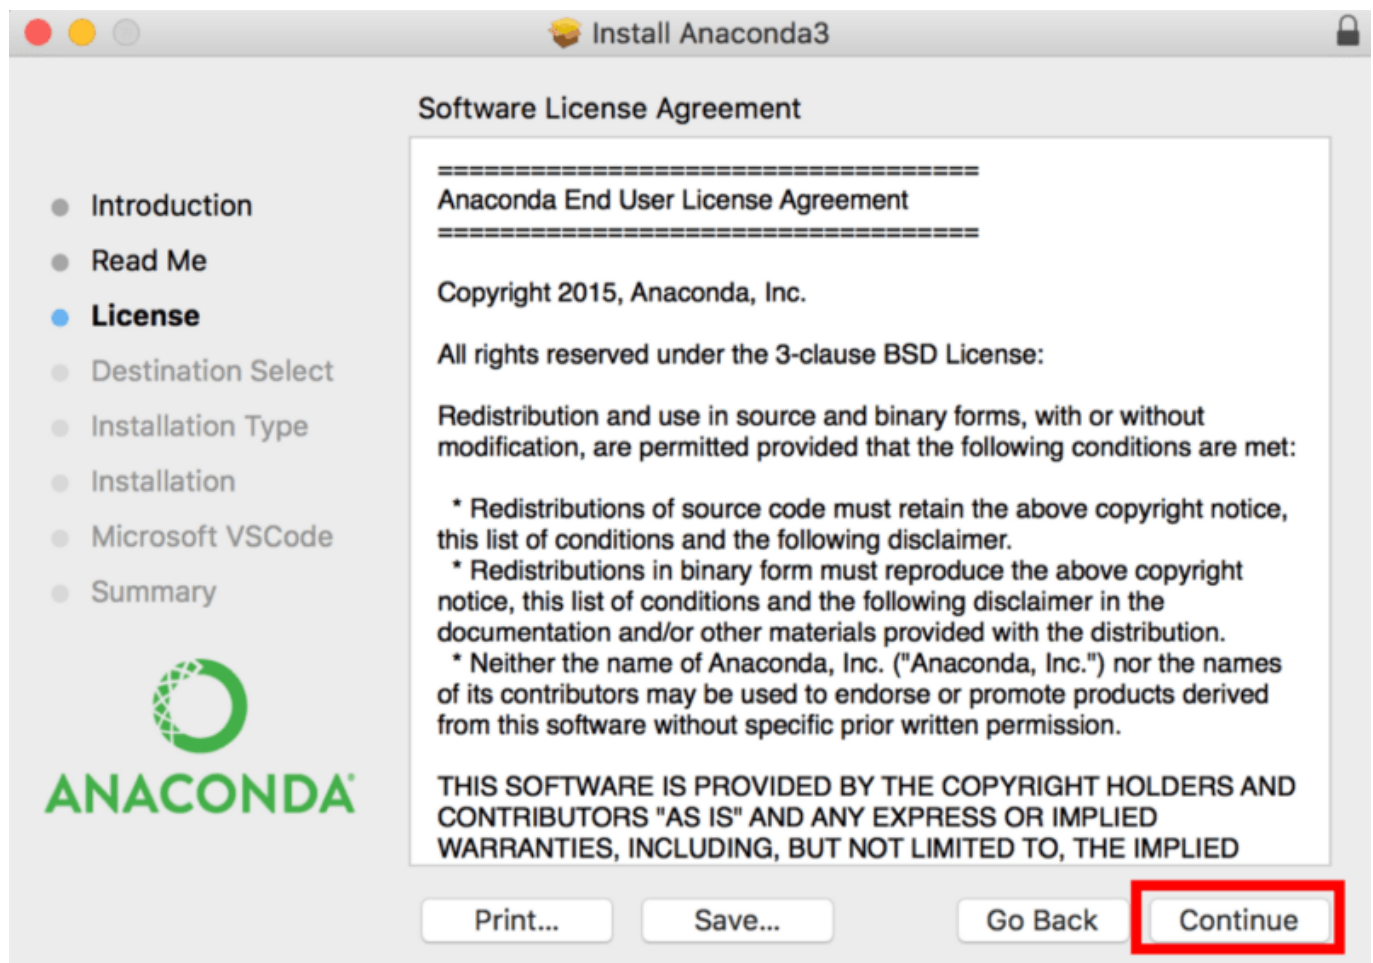 Install Anaconda3
Software License Agreement
Introduction
Read Me
License
Destination Select
Installation Type
Installation
Microsoft VSCode
Summary
ANACONDA
===================================
Anaconda End User License Agreement
===================================
Copyright 2015, Anaconda, Inc.
All rights reserved under the 3-clause BSD License:
Redistribution and use in source and binary forms, with or without
modification, are permitted provided that the following conditions are met:
* Redistributions of source code must retain the above copyright notice,
this list of conditions and the following disclaimer.
* Redistributions in binary form must reproduce the above copyright
notice, this list of conditions and the following disclaimer in the
documentation and/or other materials provided with the distribution.
* Neither the name of Anaconda, Inc. ("Anaconda, Inc.") nor the names
of its contributors may be used to endorse or promote products derived
from this software without specific prior written permission.
THIS SOFTWARE IS PROVIDED BY THE COPYRIGHT HOLDERS AND
CONTRIBUTORS "AS IS" AND ANY EXPRESS OR IMPLIED
WARRANTIES, INCLUDING, BUT NOT LIMITED TO, THE IMPLIED
Print... Save... Go Back Continue